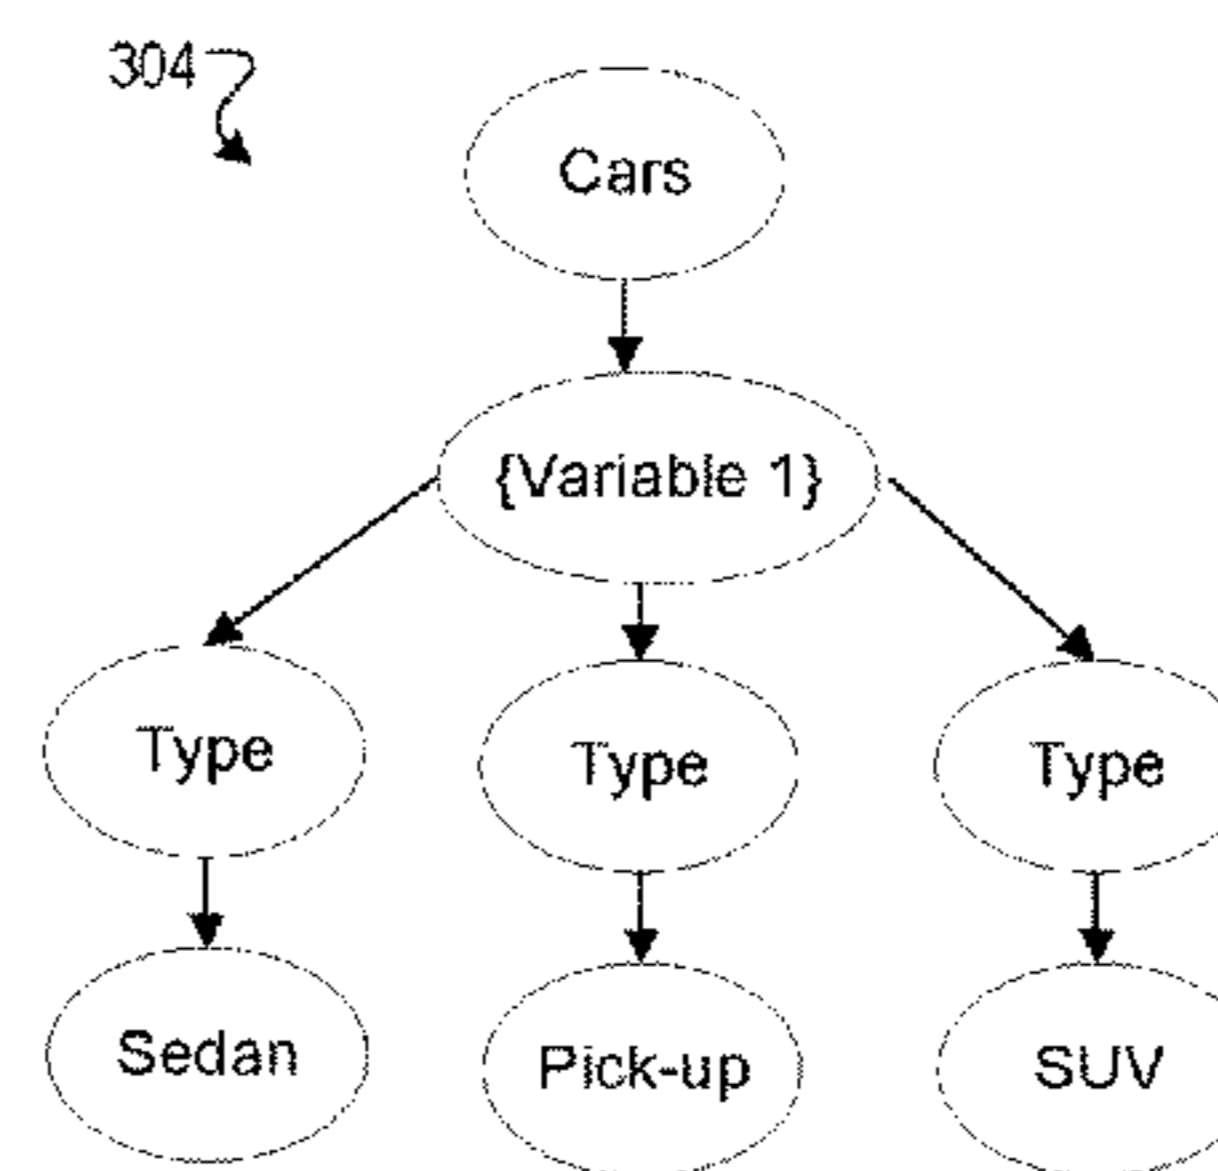 304
Cars
{Variable 1}
Type
Type
Type
Sedan
Pick-up
SUV